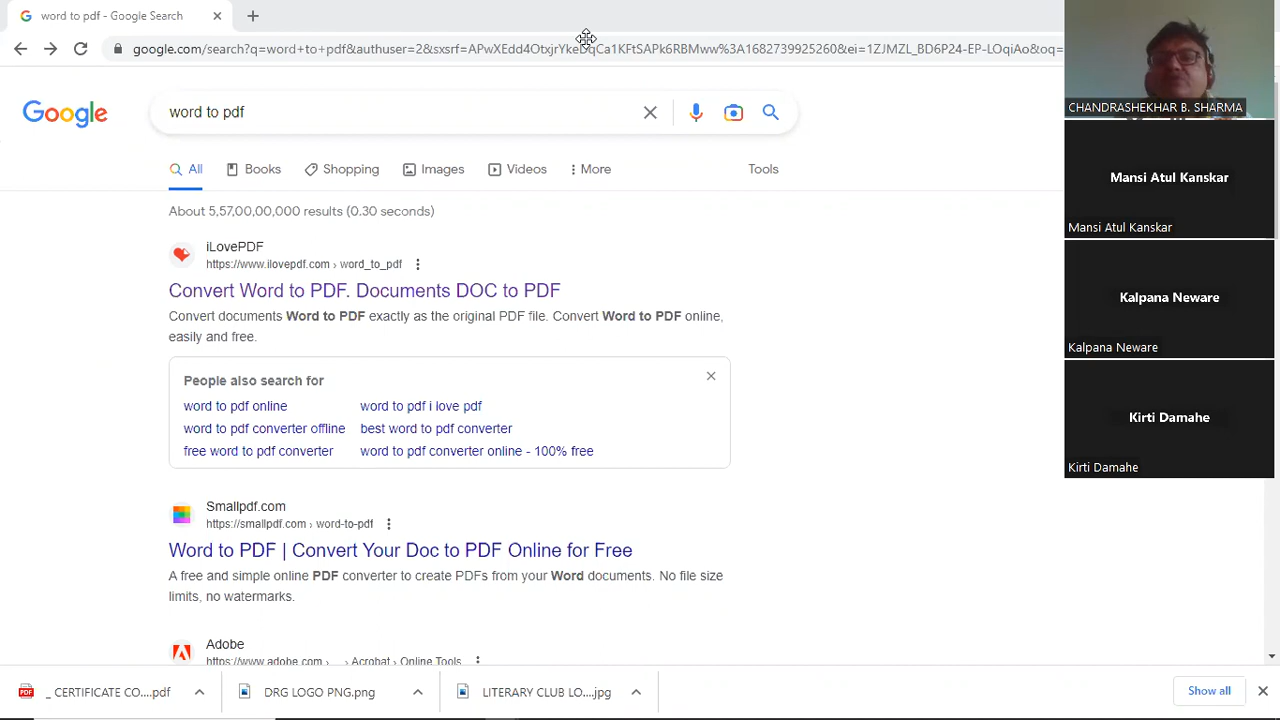 word to pdf - Google Search
google.com/search?q=word+to+pdf&authuser=2&sxsrf=APwXEdd4OtxjrYkebqCa1KFtSAPk6RBMww%3A1682739925260&ei=1ZJMZL_BD6P24-EP-LOqiAo&oq=
Google
word to pdf
All Books Shopping Images Videos More Tools
About 5,57,00,00,000 results (0.30 seconds)
iLovePDF
https://www.ilovepdf.com › word_to_pdf
Convert Word to PDF. Documents DOC to PDF
Convert documents Word to PDF exactly as the original PDF file. Convert Word to PDF online,
easily and free.
People also search for
word to pdf online word to pdf i love pdf
word to pdf converter offline best word to pdf converter
free word to pdf converter word to pdf converter online - 100% free
Smallpdf.com
https://smallpdf.com › word-to-pdf
Word to PDF | Convert Your Doc to PDF Online for Free
A free and simple online PDF converter to create PDFs from your Word documents. No file size
limits, no watermarks.
Adobe
https://www.adobe.com › ... › Acrobat › Online Tools
PDF _ CERTIFICATE CO....pdf DRG LOGO PNG.png LITERARY CLUB LO....jpg Show all
CHANDRASHEKHAR B. SHARMA
Mansi Atul Kanskar
Mansi Atul Kanskar
Kalpana Neware
Kalpana Neware
Kirti Damahe
Kirti Damahe